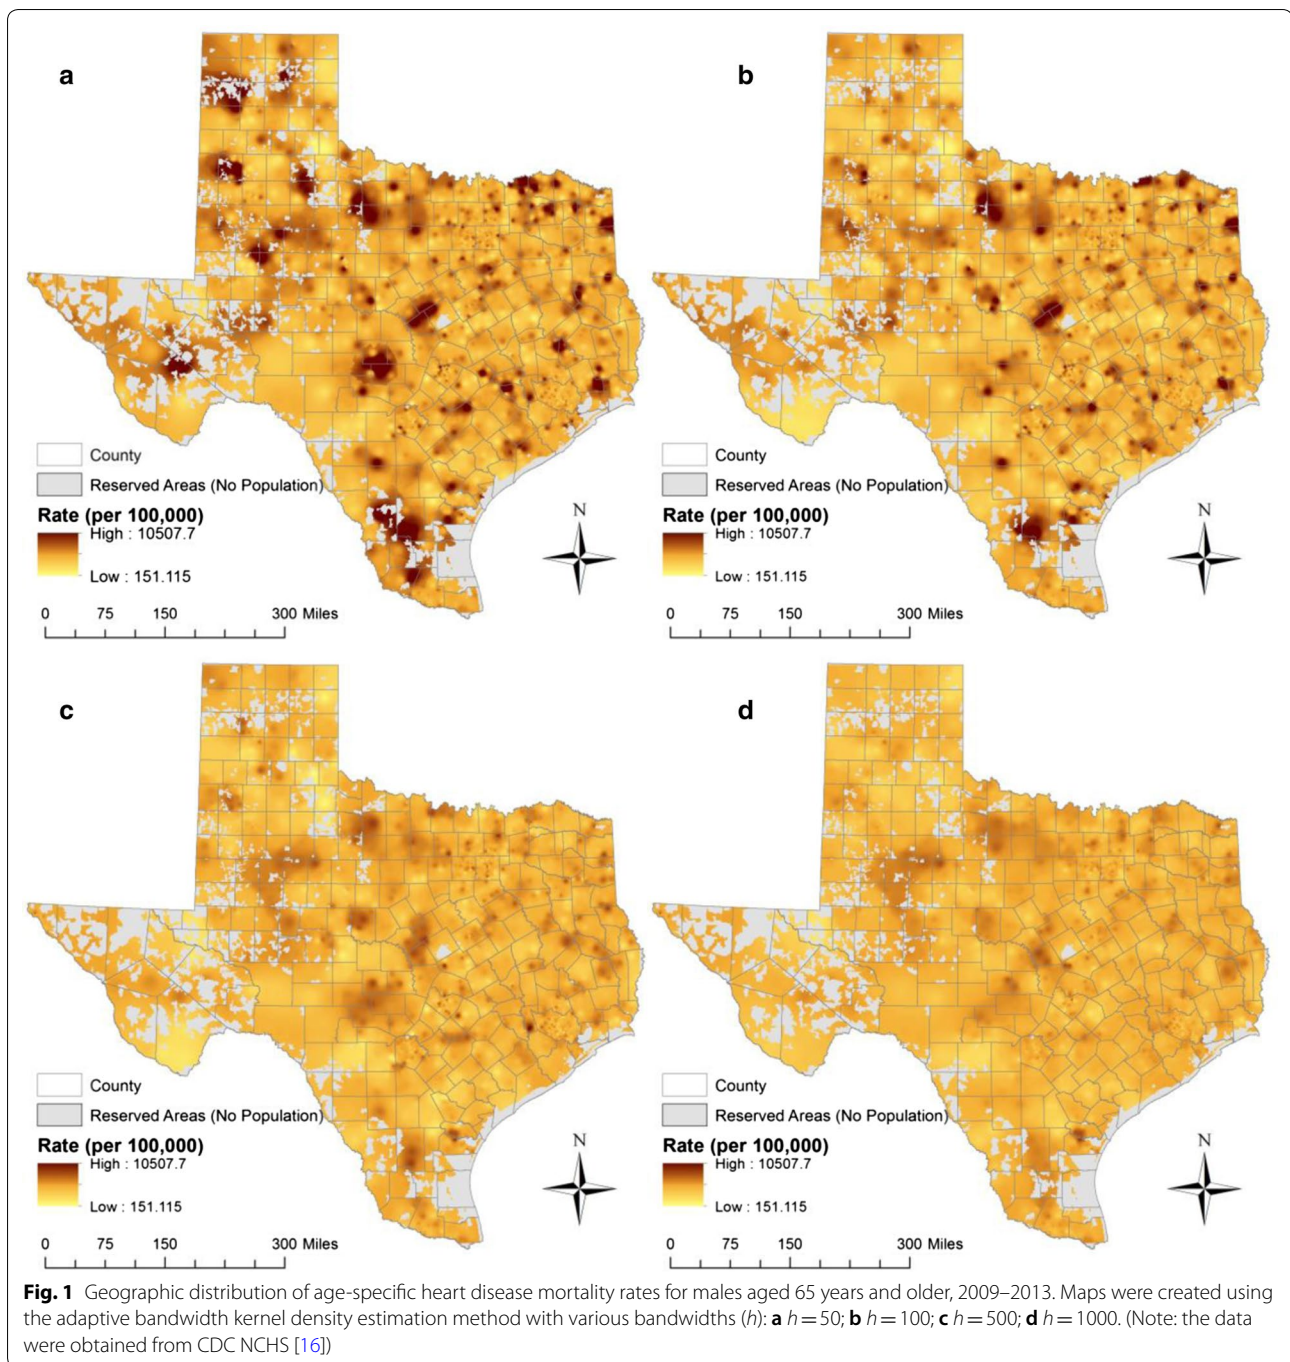 a
b
County
Reserved Areas (No Population)
Rate (per 100,000)
High : 10507.7
Low : 151.115
N
0 75 150 300 Miles
County
Reserved Areas (No Population)
Rate (per 100,000)
High : 10507.7
Low : 151.115
N
0 75 150 300 Miles
c
d
County
Reserved Areas (No Population)
Rate (per 100,000)
High : 10507.7
Low : 151.115
N
0 75 150 300 Miles
County
Reserved Areas (No Population)
Rate (per 100,000)
High : 10507.7
Low : 151.115
N
0 75 150 300 Miles
Fig. 1 Geographic distribution of age-specific heart disease mortality rates for males aged 65 years and older, 2009–2013. Maps were created using
the adaptive bandwidth kernel density estimation method with various bandwidths (h): a h = 50; b h = 100; c h = 500; d h = 1000. (Note: the data
were obtained from CDC NCHS [16])